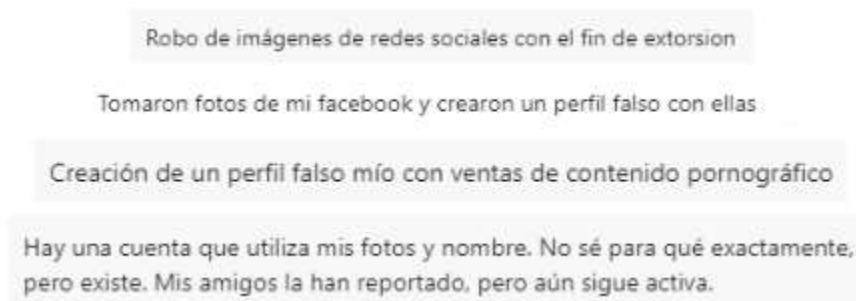 Robo de imágenes de redes sociales con el fin de extorsion
Tomaron fotos de mi facebook y crearon un perfil falso con ellas
Creación de un perfil falso mío con ventas de contenido pornográfico
Hay una cuenta que utiliza mis fotos y nombre. No sé para qué exactamente,
pero existe. Mis amigos la han reportado, pero aún sigue activa.